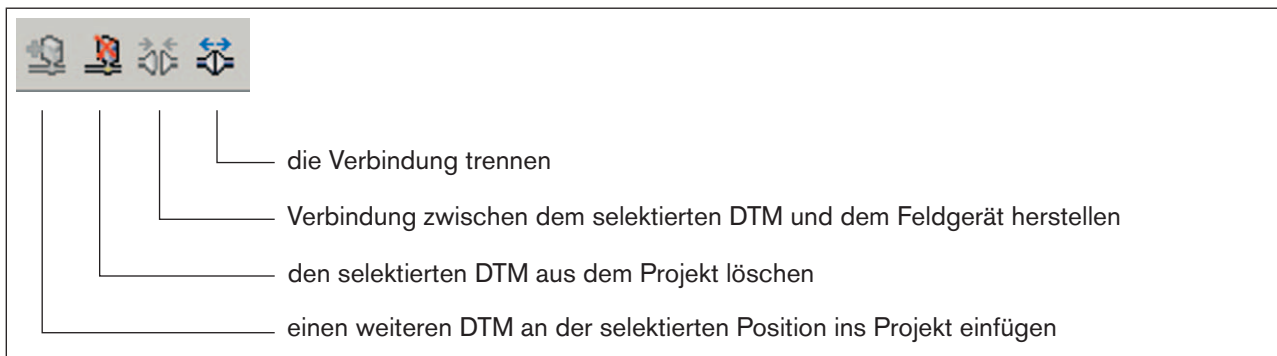 die Verbindung trennen
Verbindung zwischen dem selektierten DTM und dem Feldgerät herstellen
den selektierten DTM aus dem Projekt löschen
einen weiteren DTM an der selektierten Position ins Projekt einfügen